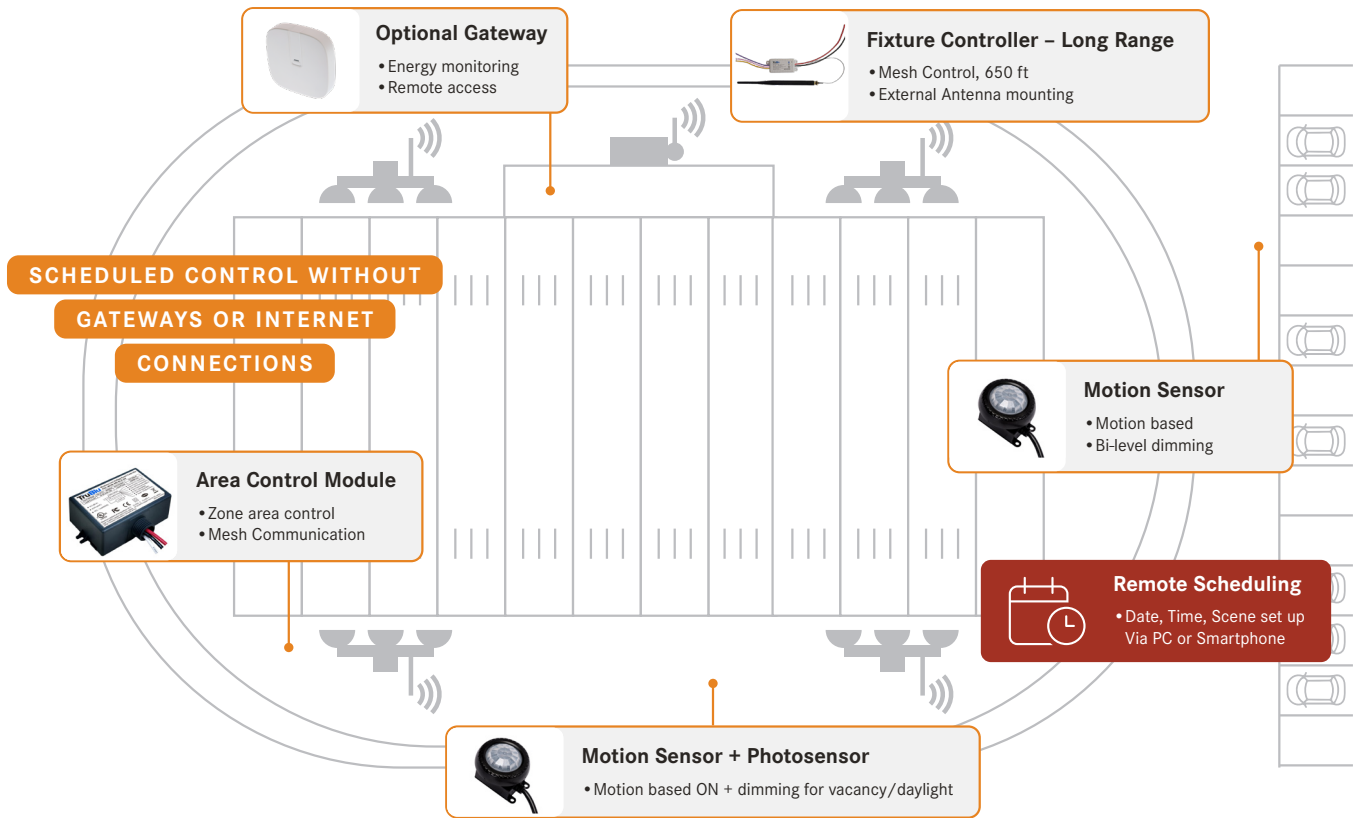 Optional Gateway
• Energy monitoring
• Remote access
Fixture Controller – Long Range
• Mesh Control, 650 ft
• External Antenna mounting
SCHEDULED CONTROL WITHOUT
GATEWAYS OR INTERNET
CONNECTIONS
Motion Sensor
• Motion based
• Bi-level dimming
Area Control Module
• Zone area control
• Mesh Communication
Remote Scheduling
• Date, Time, Scene set up
Via PC or Smartphone
Motion Sensor + Photosensor
• Motion based ON + dimming for vacancy/daylight